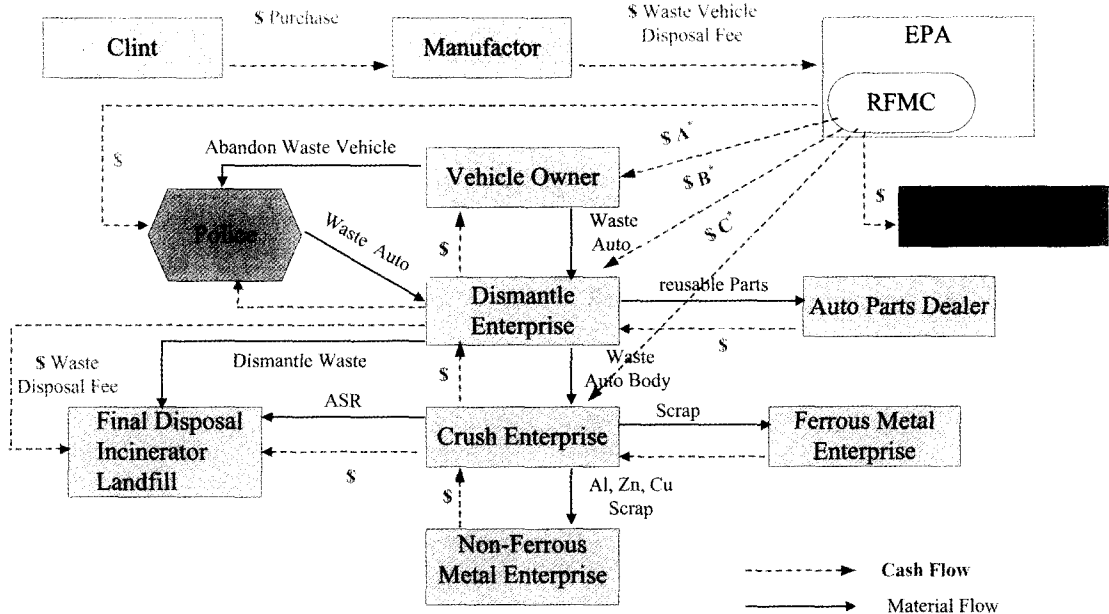 $ Purchase
$ Waste Vehicle
Disposal Fee
Clint
Manufactor
EPA
RFMC
$
Abandon Waste Vehicle
$ A*
Vehicle Owner
$ B*
$
Police
Waste Auto
$
Waste
Auto
$ C*
Dismantle
Enterprise
reusable Parts
Auto Parts Dealer
$
$ Waste
Disposal Fee
Dismantle Waste
$
Waste
Auto Body
Final Disposal
Incinerator
Landfill
ASR
Crush Enterprise
Scrap
Ferrous Metal
Enterprise
$
$
Al, Zn, Cu
Scrap
Non-Ferrous
Metal Enterprise
Cash Flow
Material Flow